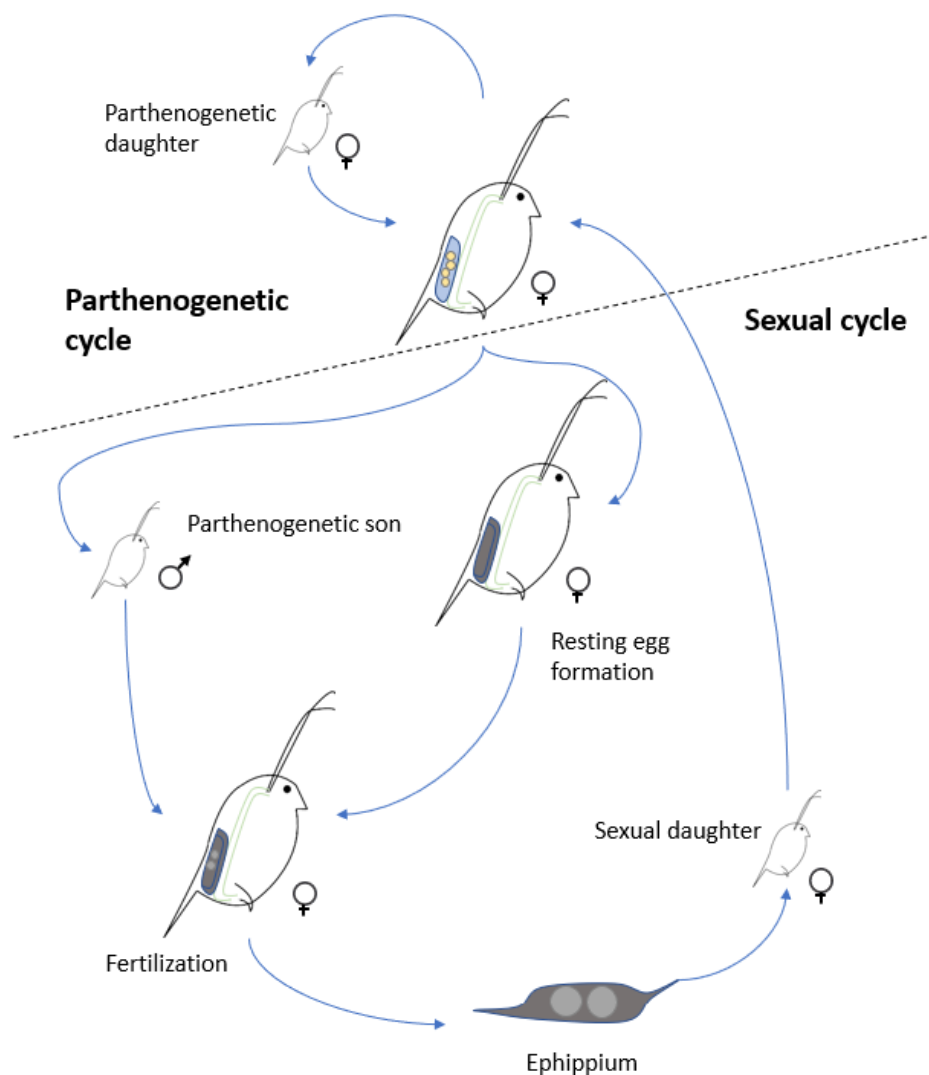 Parthenogenetic
daughter
Parthenogenetic
cycle
Sexual cycle
Parthenogenetic son
Resting egg
formation
Sexual daughter
Fertilization
Ephippium